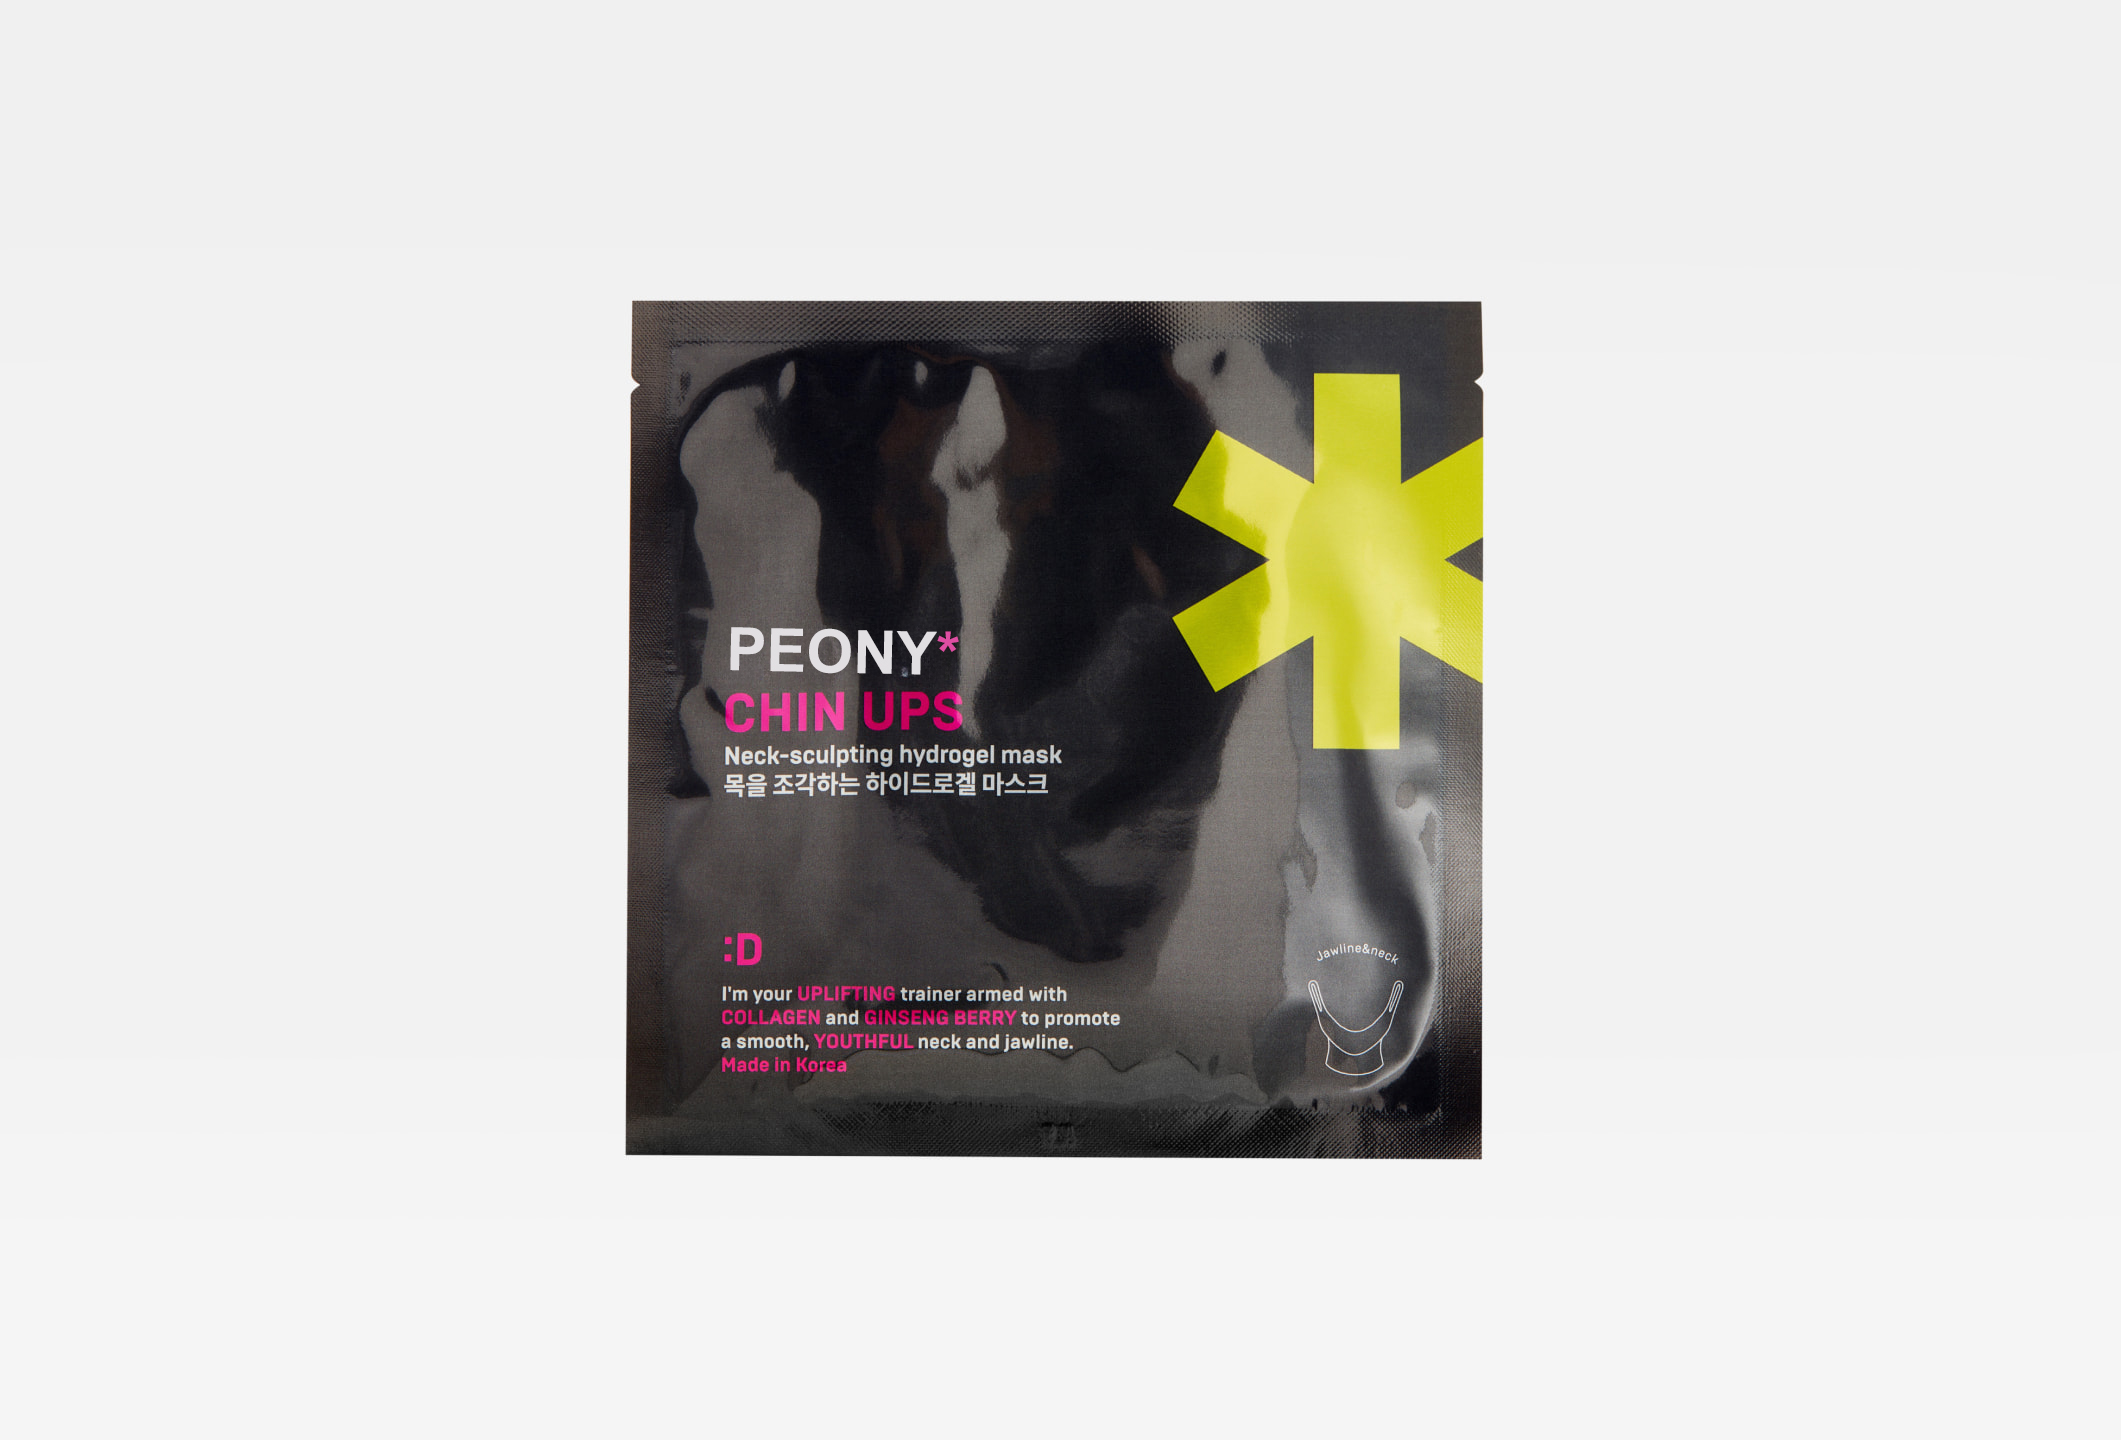 PEONY*
CHIN UPS
Neck-sculpting hydrogel mask
목을 조각하는 하이드로겔 마스크
:D
I'm your UPLIFTING trainer armed with
COLLAGEN and GINSENG BERRY to promote
a smooth, YOUTHFUL neck and jawline.
Made in Korea
Jawline&neck